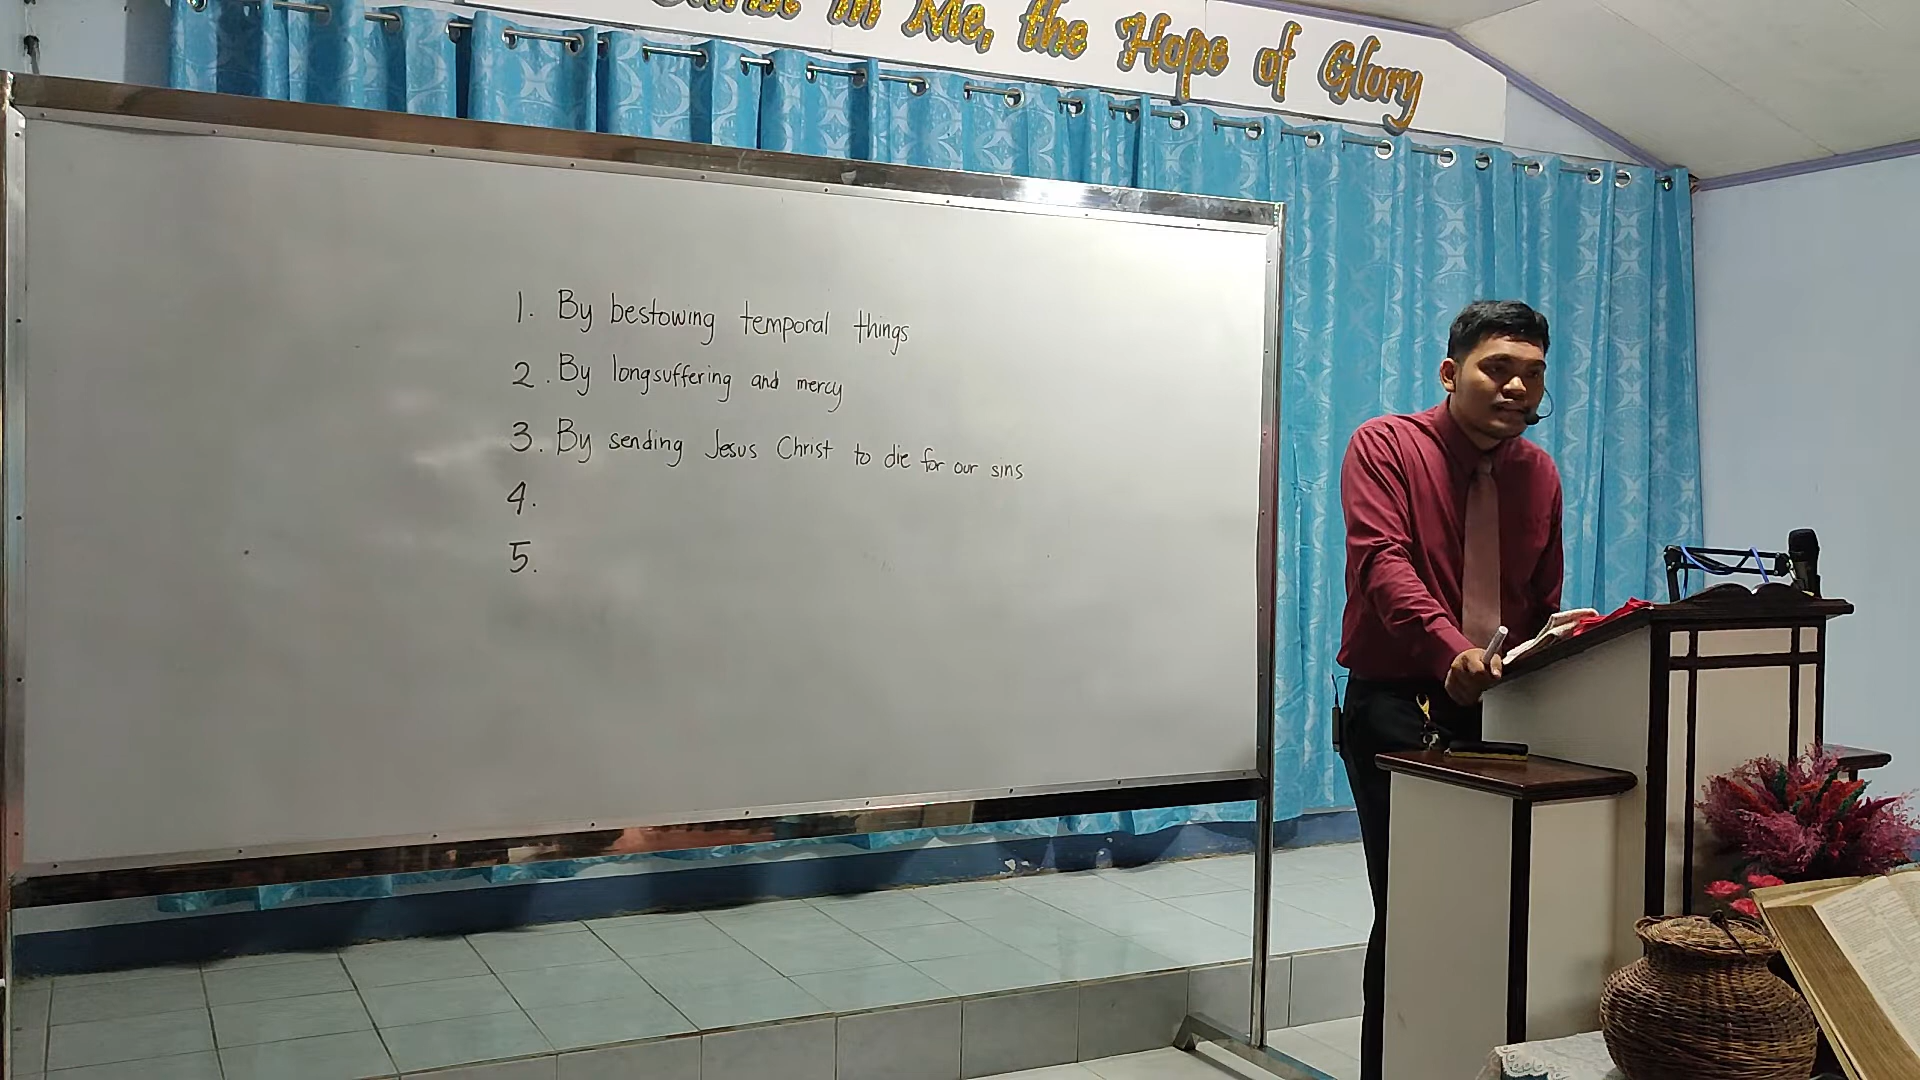 in Me, the Hope of Glory
1. By bestowing temporal things
2. By longsuffering and mercy
3. By sending Jesus Christ to die for our sins
4.
5.